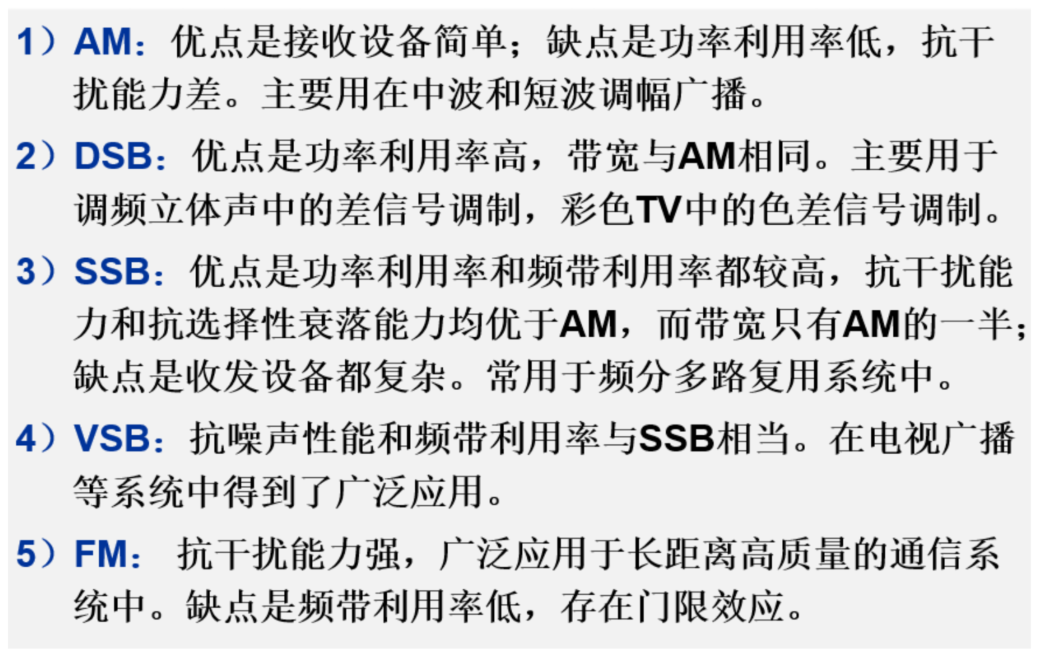 1）AM：优点是接收设备简单；缺点是功率利用率低，抗干
扰能力差。主要用在中波和短波调幅广播。
2）DSB：优点是功率利用率高，带宽与AM相同。主要用于
调频立体声中的差信号调制，彩色TV中的色差信号调制。
3）SSB：优点是功率利用率和频带利用率都较高，抗干扰能
力和抗选择性衰落能力均优于AM，而带宽只有AM的一半；
缺点是收发设备都复杂。常用于频分多路复用系统中。
4）VSB：抗噪声性能和频带利用率与SSB相当。在电视广播
等系统中得到了广泛应用。
5）FM： 抗干扰能力强，广泛应用于长距离高质量的通信系
统中。缺点是频带利用率低，存在门限效应。